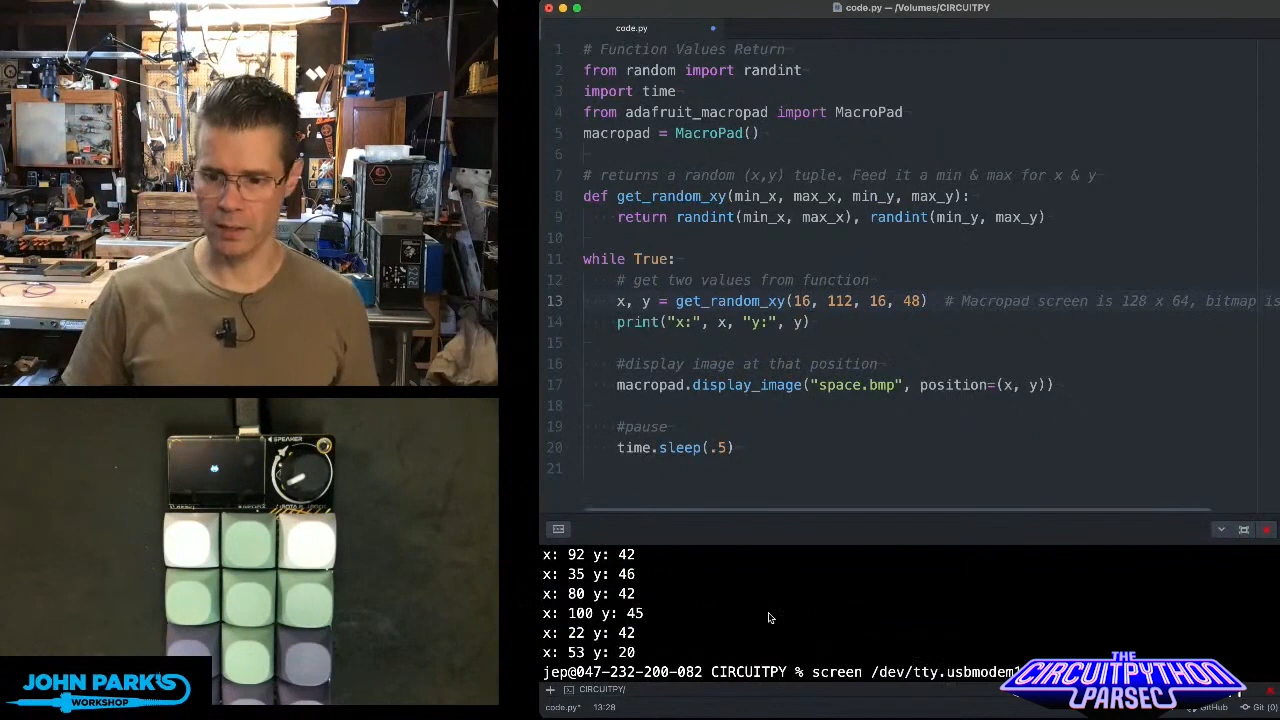 code.py — /Volumes/CIRCUITPY
code.py
1 # Function Values Return
2 from random import randint
3 import time
4 from adafruit_macropad import MacroPad
5 macropad = MacroPad()
6
7 # returns a random (x,y) tuple. Feed it a min & max for x & y
8 def get_random_xy(min_x, max_x, min_y, max_y):
9 return randint(min_x, max_x), randint(min_y, max_y)
10
11 while True:
12 # get two values from function
13 x, y = get_random_xy(16, 112, 16, 48) # Macropad screen is 128 x 64, bitmap is
14 print("x:", x, "y:", y)
15
16 #display image at that position
17 macropad.display_image("space.bmp", position=(x, y))
18
19 #pause
20 time.sleep(.5)
21
x: 92 y: 42
x: 35 y: 46
x: 80 y: 42
x: 100 y: 45
x: 22 y: 42
x: 53 y: 20
jep@047-232-200-082 CIRCUITPY % screen /dev/tty.usbmodem1
CIRCUITPY/
code.py* 13:28
GitHub Git (0)
SPEAKER
JOHN PARK'S
WORKSHOP
THE
CIRCUITPYTHON
PARSEC